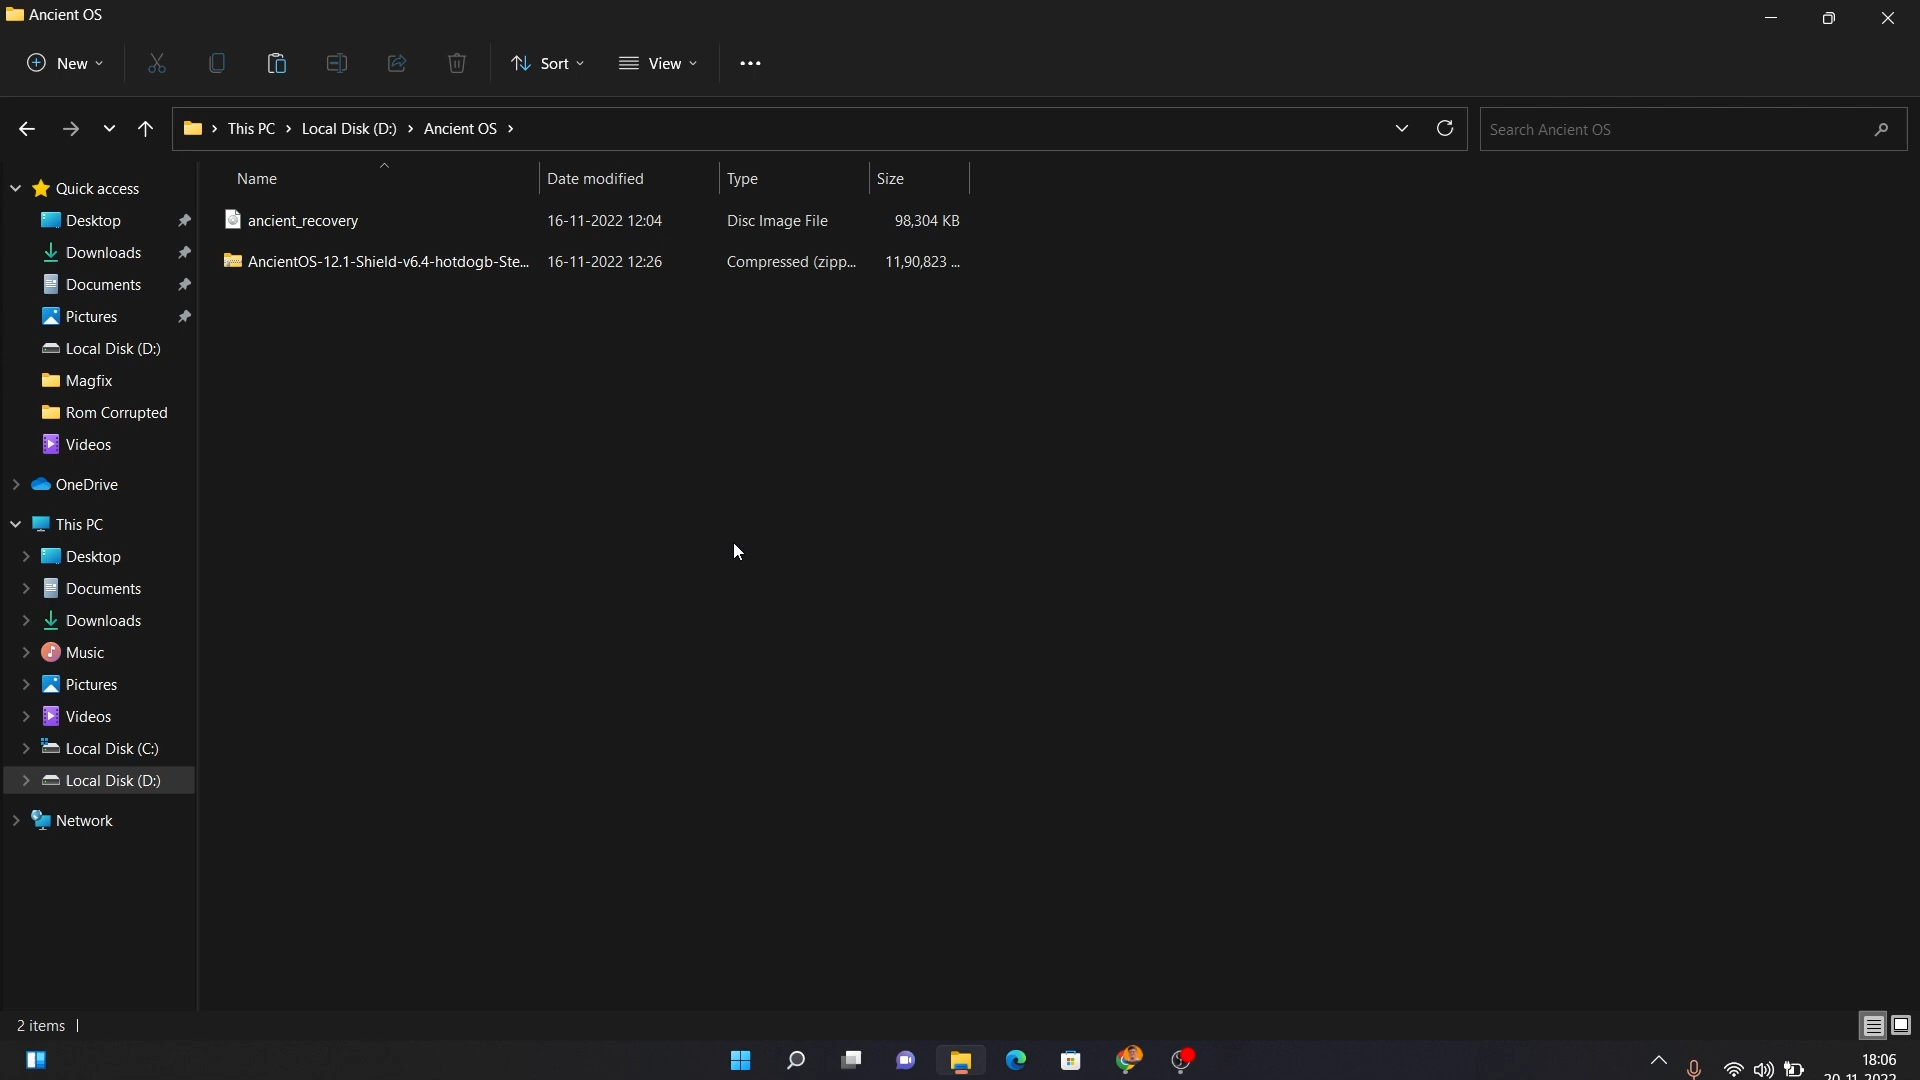 Ancient OS
New
Sort
View
This PC > Local Disk (D:) > Ancient OS >
Search Ancient OS
Name
Date modified
Type
Size
ancient_recovery
16-11-2022 12:04
Disc Image File
98,304 KB
AncientOS-12.1-Shield-v6.4-hotdogb-Ste...
16-11-2022 12:26
Compressed (zipp...
11,90,823 ...
Quick access
Desktop
Downloads
Documents
Pictures
Local Disk (D:)
Magfix
Rom Corrupted
Videos
OneDrive
This PC
Desktop
Documents
Downloads
Music
Pictures
Videos
Local Disk (C:)
Local Disk (D:)
Network
2 items
18:06
20-11-2022